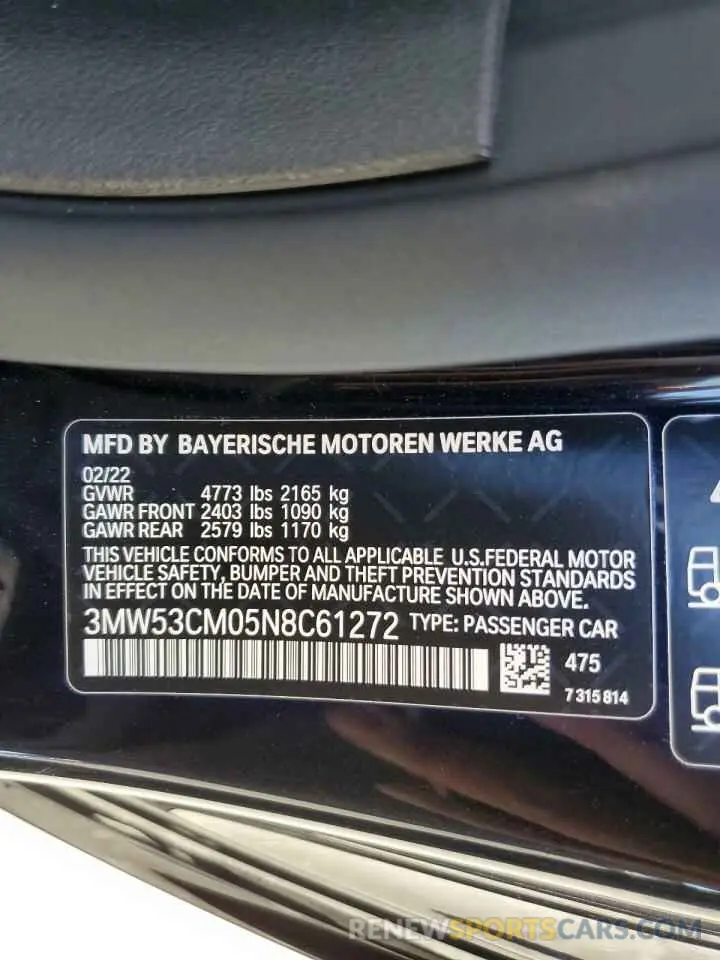 MFD BY BAYERISCHE MOTOREN WERKE AG
02/22
GVWR 4773 lbs 2165 kg
GAWR FRONT 2403 lbs 1090 kg
GAWR REAR 2579 lbs 1170 kg
THIS VEHICLE CONFORMS TO ALL APPLICABLE U.S.FEDERAL MOTOR
VEHICLE SAFETY, BUMPER AND THEFT PREVENTION STANDARDS
IN EFFECT ON THE DATE OF MANUFACTURE SHOWN ABOVE.
3MW53CM05N8C61272 TYPE: PASSENGER CAR
475
7 315 814
RENEWSPORTSCARS.COM